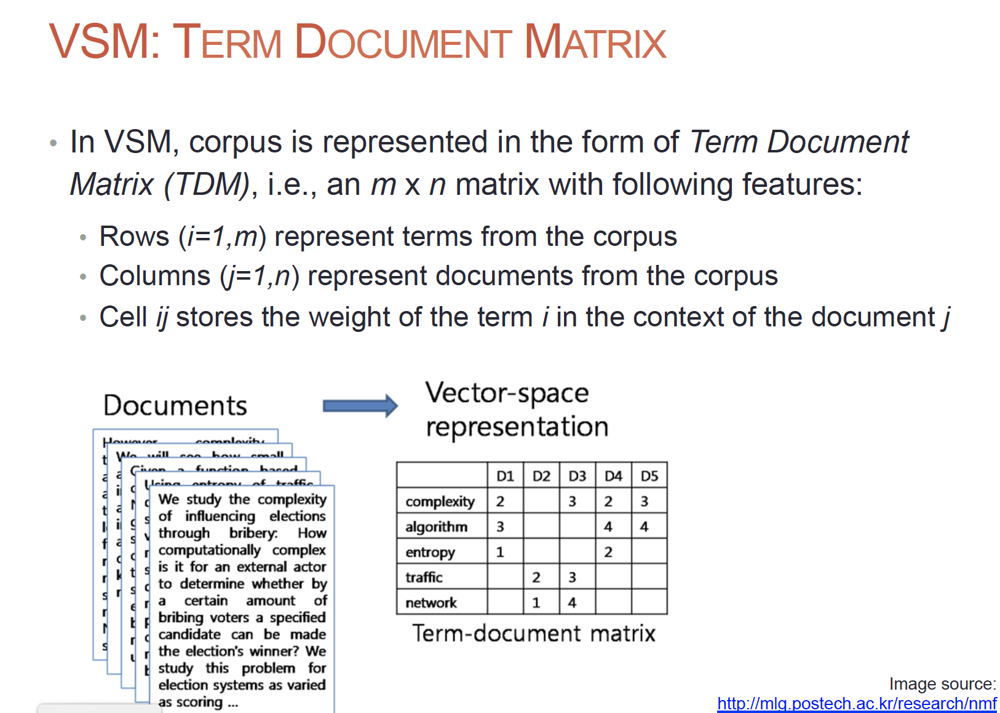 VSM: TERM DOCUMENT MATRIX
• In VSM, corpus is represented in the form of Term Document
Matrix (TDM), i.e., an m x n matrix with following features:
• Rows (i=1,m) represent terms from the corpus
• Columns (j=1,n) represent documents from the corpus
• Cell ij stores the weight of the term i in the context of the document j
Documents
However complexity
We will see how small
Given a function based
Using entropy of traffic
We study the complexity
of influencing elections
through bribery: How
computationally complex
is it for an external actor
to determine whether by
a certain amount of
bribing voters a specified
candidate can be made
the election's winner? We
study this problem for
election systems as varied
as scoring ...
Vector-space
representation
D1 D2 D3 D4 D5
complexity 2 3 2 3
algorithm 3 4 4
entropy 1 2
traffic 2 3
network 1 4
Term-document matrix
Image source:
http://mlg.postech.ac.kr/research/nmf